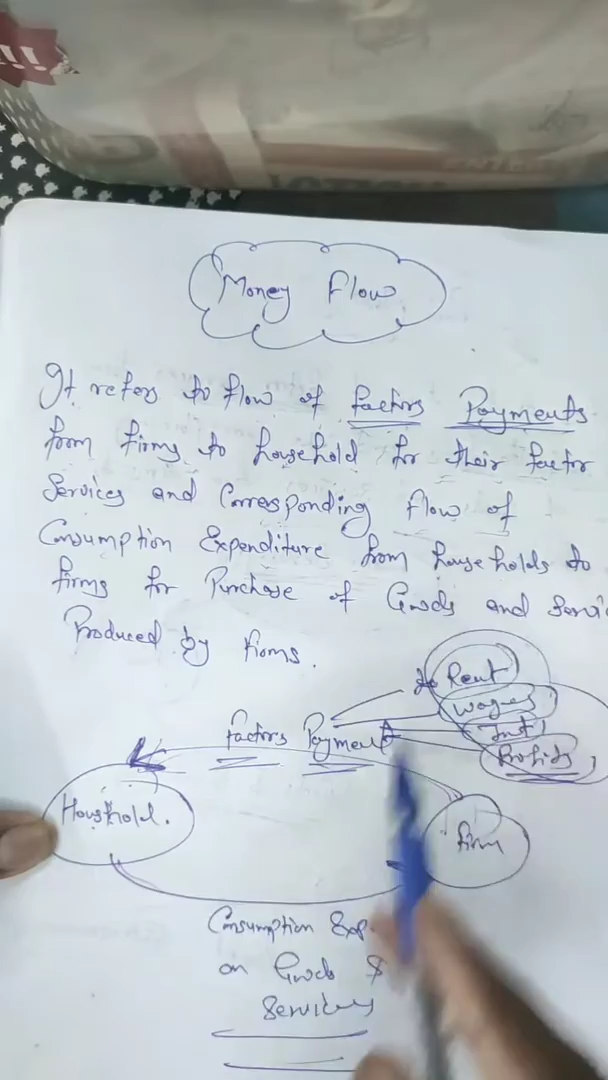 !!!
Money Flow
It refers to flow of factors Payments
from firms to household for their factor
Services and Corresponding flow of
Consumption Expenditure from households to
firms for Purchase of Goods and Servi
Produced by firms.
Rent
Wages
Int
Profits
Factors Payment
Household.
firm
Consumption Exp
on Goods &
Services